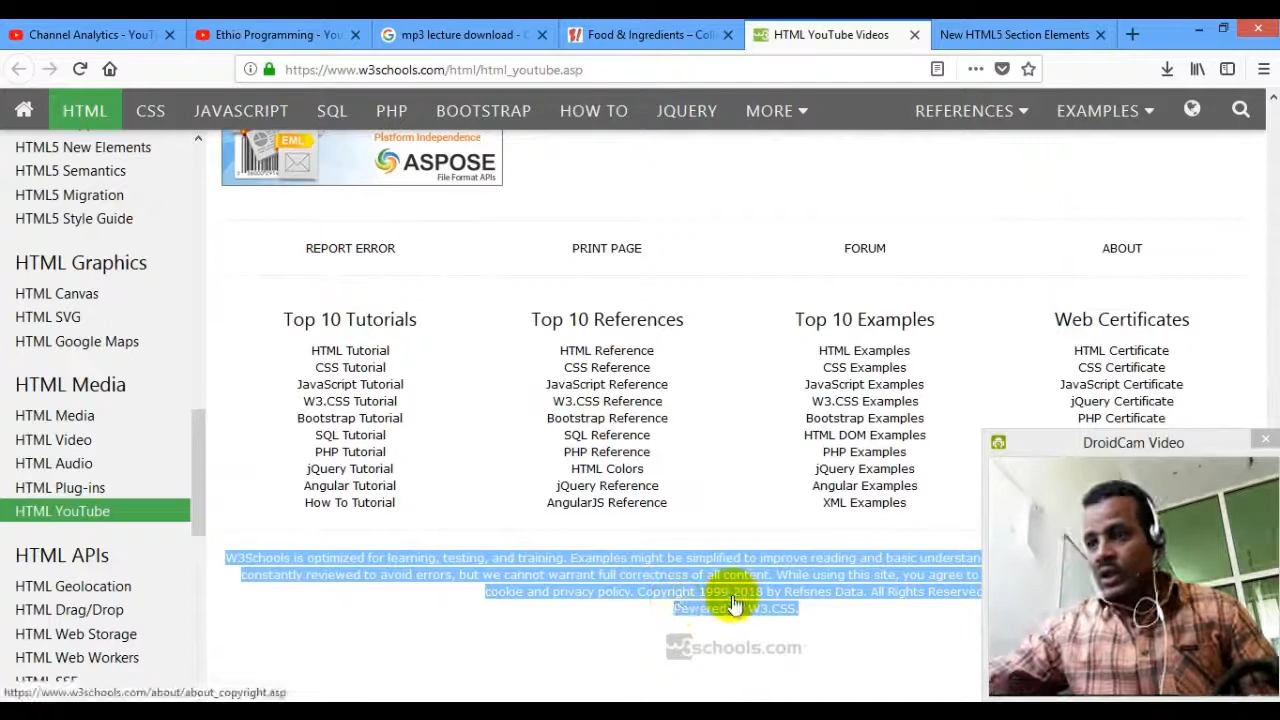 Channel Analytics - YouT
Ethio Programming - You
mp3 lecture download - G
Food & Ingredients – Colle
HTML YouTube Videos
New HTML5 Section Elements
https://www.w3schools.com/html/html_youtube.asp
HTML
CSS
JAVASCRIPT
SQL
PHP
BOOTSTRAP
HOW TO
JQUERY
MORE
REFERENCES
EXAMPLES
HTML5 New Elements
HTML5 Semantics
HTML5 Migration
HTML5 Style Guide
HTML Graphics
HTML Canvas
HTML SVG
HTML Google Maps
HTML Media
HTML Media
HTML Video
HTML Audio
HTML Plug-ins
HTML YouTube
HTML APIs
HTML Geolocation
HTML Drag/Drop
HTML Web Storage
HTML Web Workers
HTML SSE
Platform Independence
EML
ASPOSE
File Format APIs
REPORT ERROR
PRINT PAGE
FORUM
ABOUT
Top 10 Tutorials
HTML Tutorial
CSS Tutorial
JavaScript Tutorial
W3.CSS Tutorial
Bootstrap Tutorial
SQL Tutorial
PHP Tutorial
jQuery Tutorial
Angular Tutorial
How To Tutorial
Top 10 References
HTML Reference
CSS Reference
JavaScript Reference
W3.CSS Reference
Bootstrap Reference
SQL Reference
PHP Reference
HTML Colors
jQuery Reference
AngularJS Reference
Top 10 Examples
HTML Examples
CSS Examples
JavaScript Examples
W3.CSS Examples
Bootstrap Examples
HTML DOM Examples
PHP Examples
jQuery Examples
Angular Examples
XML Examples
Web Certificates
HTML Certificate
CSS Certificate
JavaScript Certificate
jQuery Certificate
PHP Certificate
DroidCam Video
W3Schools is optimized for learning, testing, and training. Examples might be simplified to improve reading and basic understan
constantly reviewed to avoid errors, but we cannot warrant full correctness of all content. While using this site, you agree to
cookie and privacy policy. Copyright 1999-2018 by Refsnes Data. All Rights Reserved
Powered W3.CSS.
w3schools.com
https://www.w3schools.com/about/about_copyright.asp